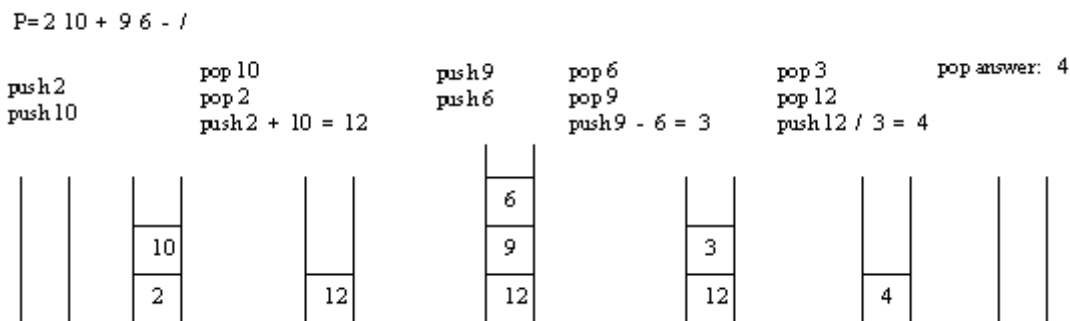 P= 2 10 + 9 6 - /
push 2
push 10
pop 10
pop 2
push 2 + 10 = 12
push 9
push 6
pop 6
pop 9
push 9 - 6 = 3
pop 3
pop 12
push 12 / 3 = 4
pop answer: 4
10
2
12
6
9
12
3
12
4